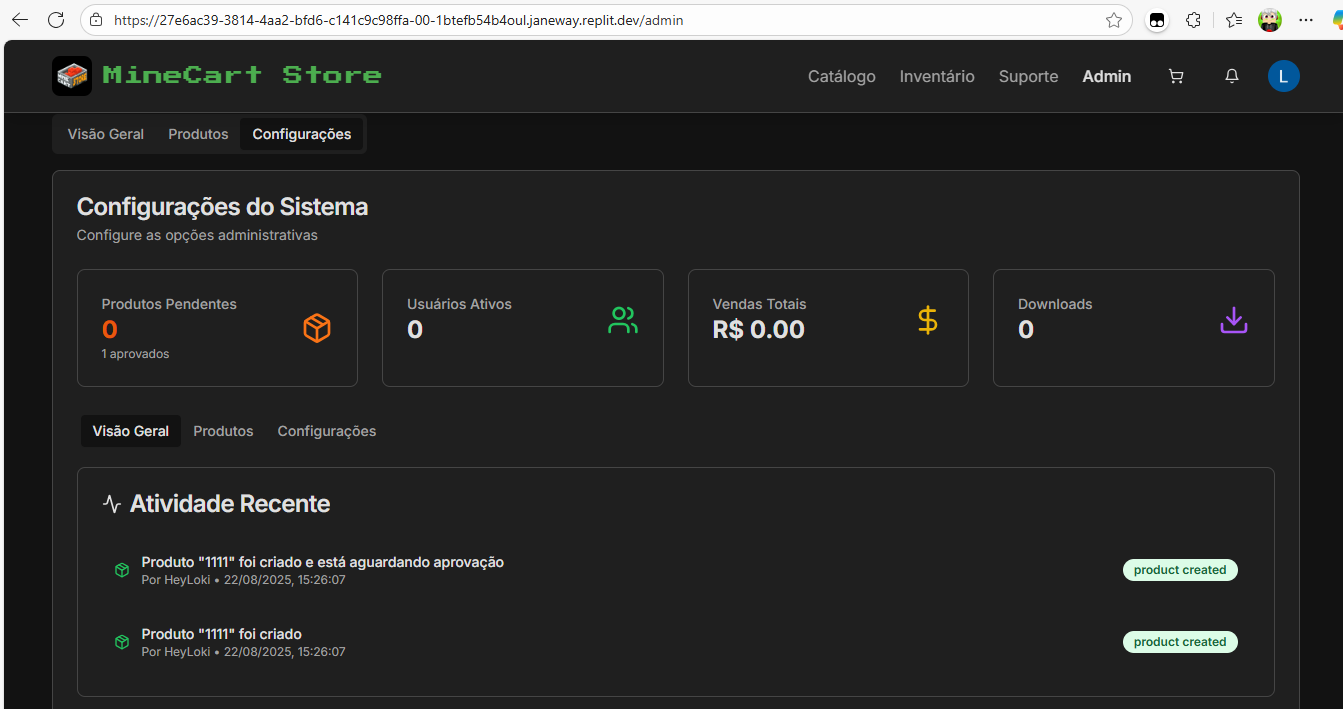 https://27e6ac39-3814-4aa2-bfd6-c141c9c98ffa-00-1btefb54b4oul.janeway.replit.dev/admin
MineCart Store
Catálogo Inventário Suporte Admin L
Visão Geral Produtos Configurações
Configurações do Sistema
Configure as opções administrativas
Produtos Pendentes
0
1 aprovados
Usuários Ativos
0
Vendas Totais
R$ 0.00
Downloads
0
Visão Geral Produtos Configurações
Atividade Recente
Produto "1111" foi criado e está aguardando aprovação
Por HeyLoki • 22/08/2025, 15:26:07
product created
Produto "1111" foi criado
Por HeyLoki • 22/08/2025, 15:26:07
product created